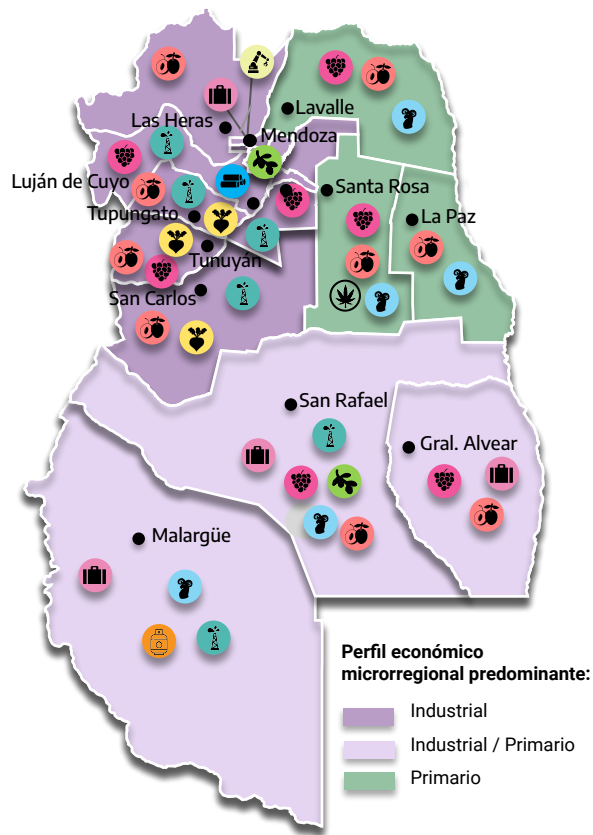 Lavalle
Las Heras
Mendoza
Luján de Cuyo
Santa Rosa
Tupungato
La Paz
Tunuyán
San Carlos
San Rafael
Gral. Alvear
Malargüe
Perfil económico
microrregional predominante:
Industrial
Industrial / Primario
Primario